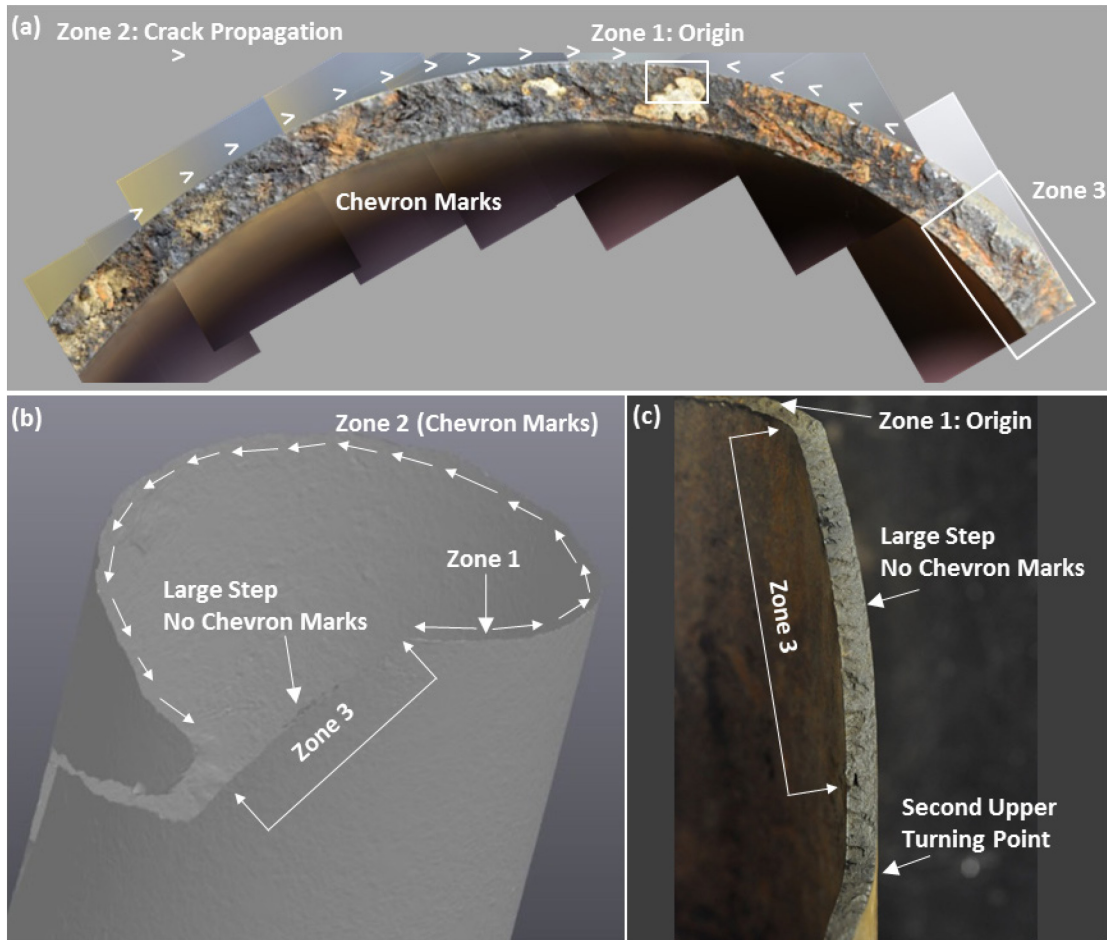 (a)
Zone 2: Crack Propagation
Zone 1: Origin
Zone 3
Chevron Marks
(b)
Zone 2 (Chevron Marks)
Zone 1
Large Step
No Chevron Marks
Zone 3
(c)
Zone 1: Origin
Large Step
No Chevron Marks
Zone 3
Second Upper
Turning Point